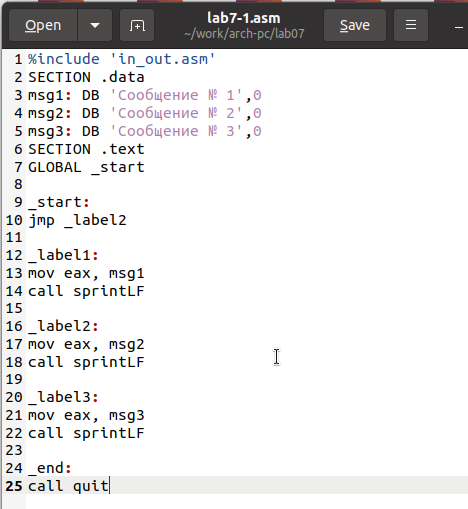 Open
lab7-1.asm
~/work/arch-pc/lab07
Save
1 %include 'in_out.asm'
2 SECTION .data
3 msg1: DB 'Сообщение № 1',0
4 msg2: DB 'Сообщение № 2',0
5 msg3: DB 'Сообщение № 3',0
6 SECTION .text
7 GLOBAL _start
8
9 _start:
10 jmp _label2
11
12 _label1:
13 mov eax, msg1
14 call sprintLF
15
16 _label2:
17 mov eax, msg2
18 call sprintLF
19
20 _label3:
21 mov eax, msg3
22 call sprintLF
23
24 _end:
25 call quit